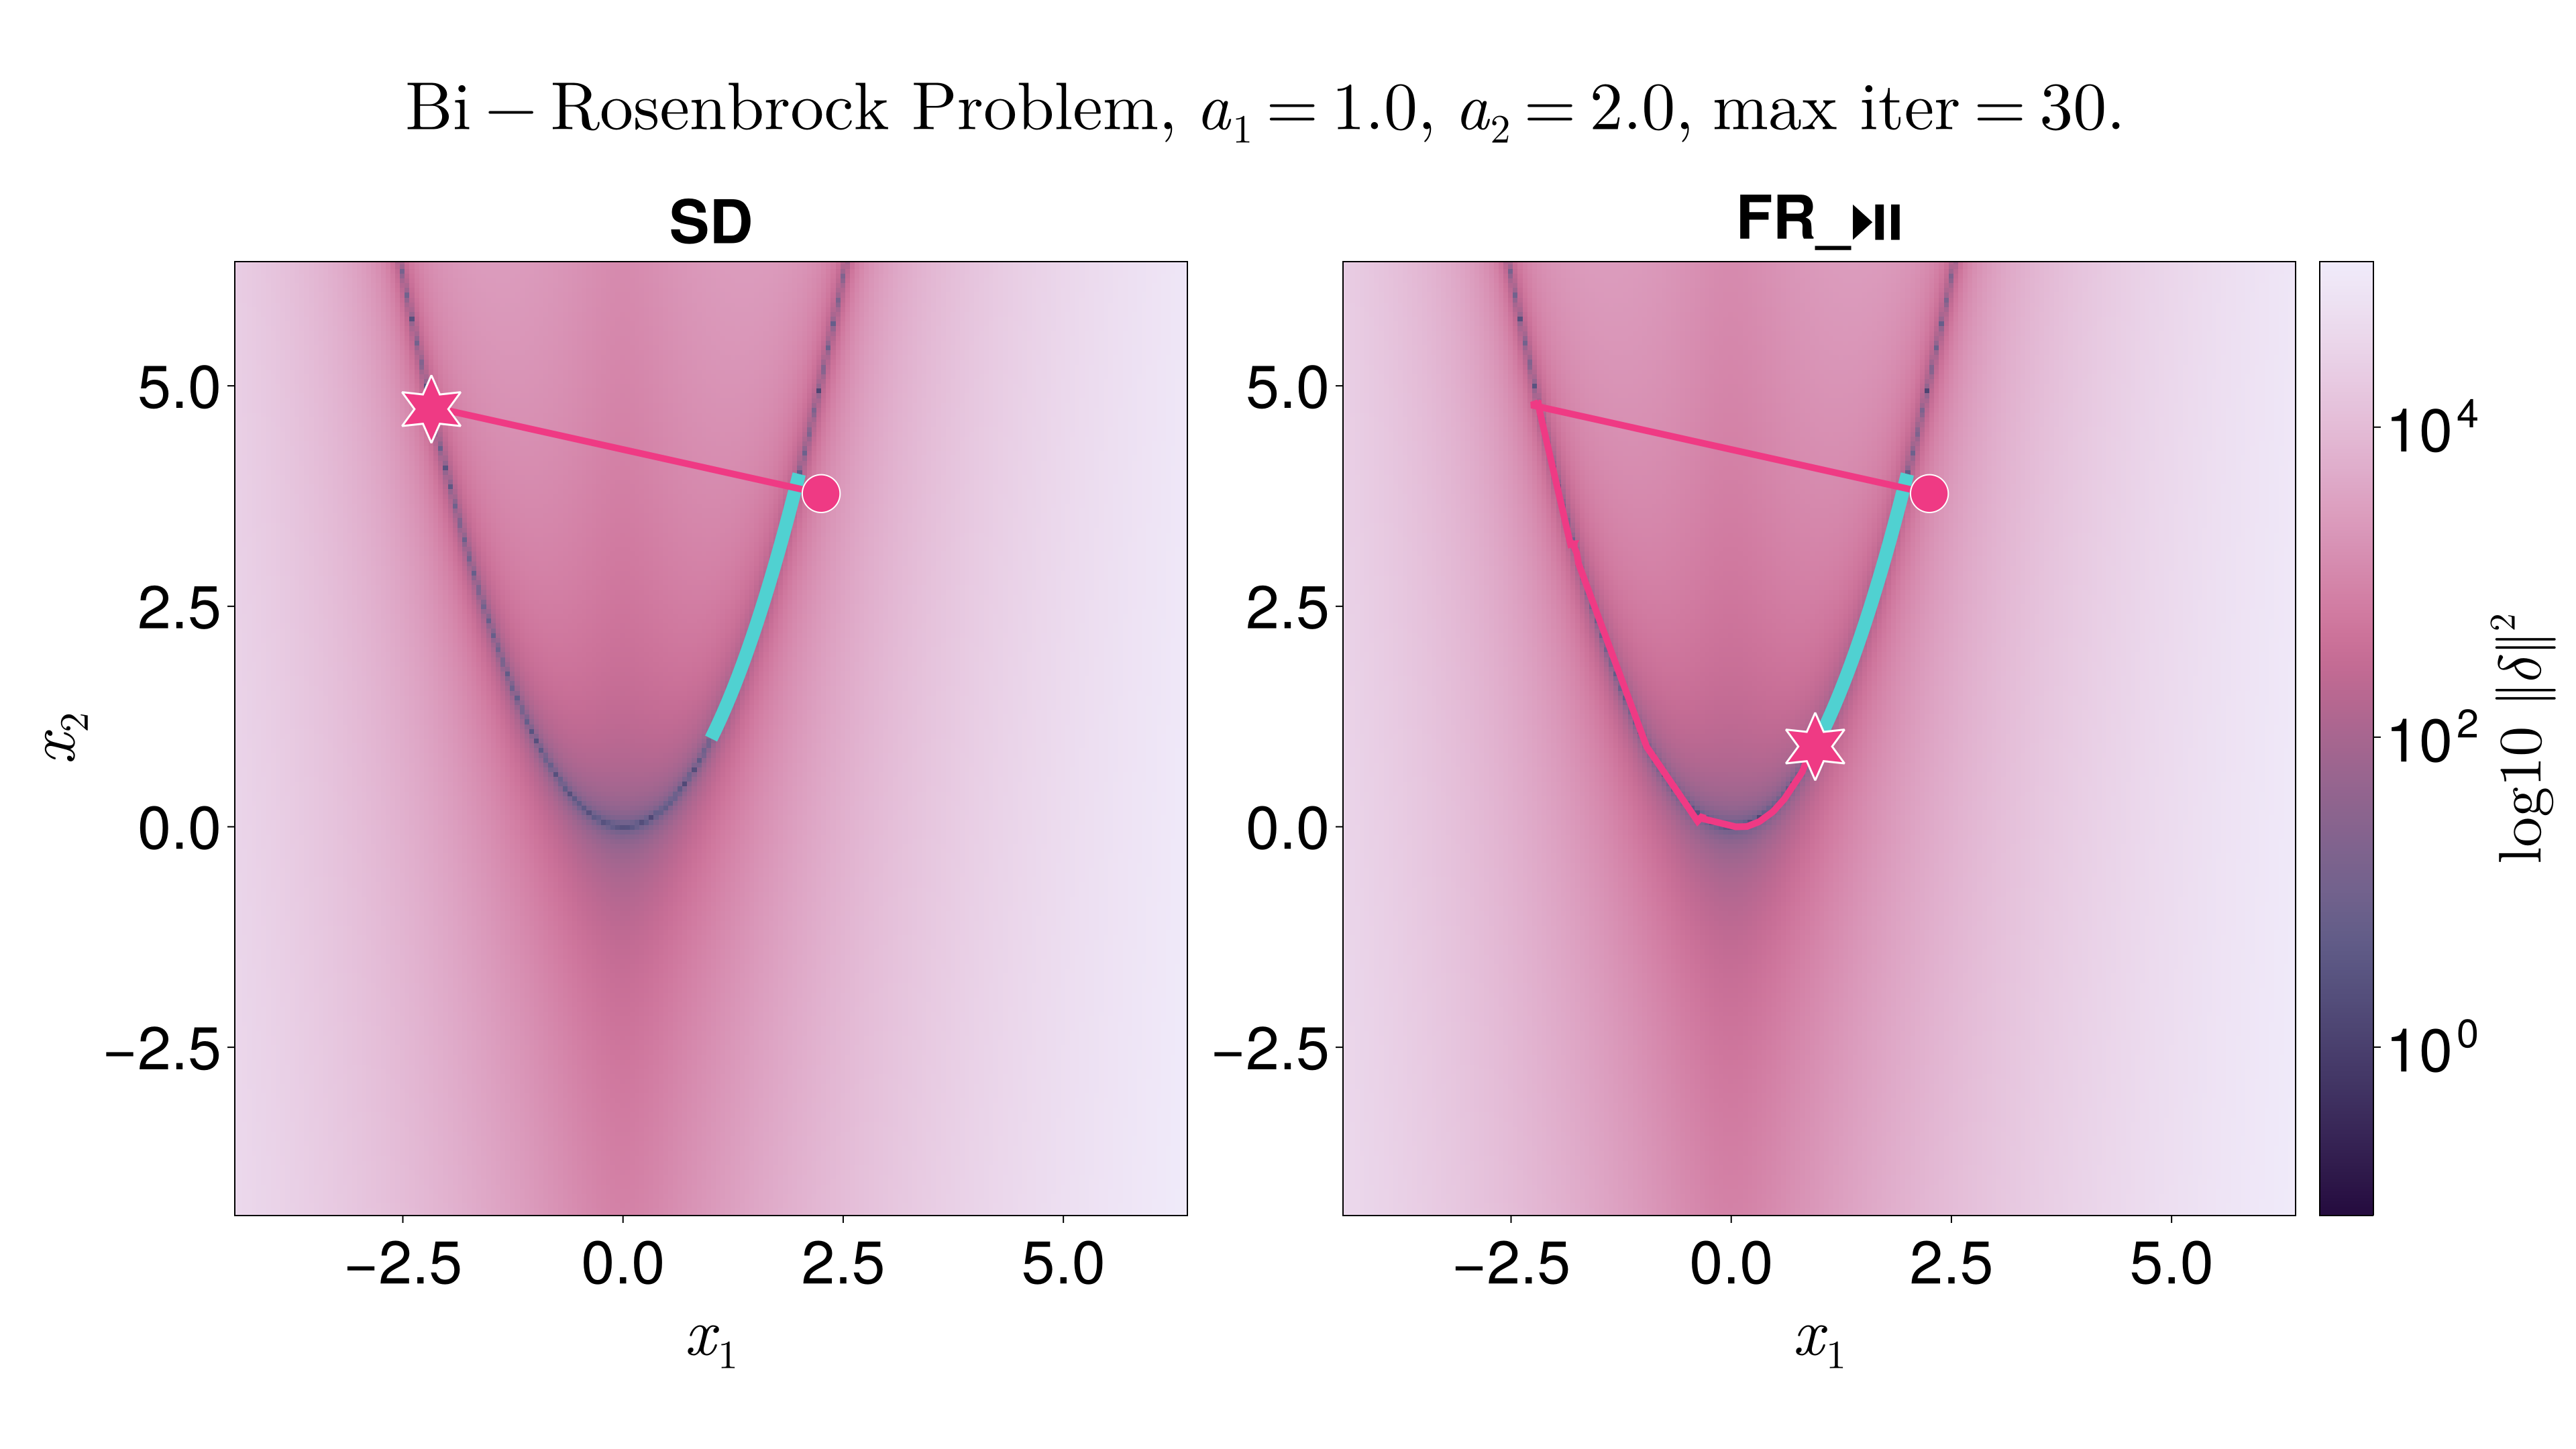 Bi − Rosenbrock Problem, a₁ = 1.0, a₂ = 2.0, max iter = 30.
SD
FR_⏯
x₂
5.0
2.5
0.0
−2.5
−2.5
0.0
2.5
5.0
x₁
5.0
2.5
0.0
−2.5
−2.5
0.0
2.5
5.0
x₁
10⁴
10²
10⁰
log10 ‖δ‖²